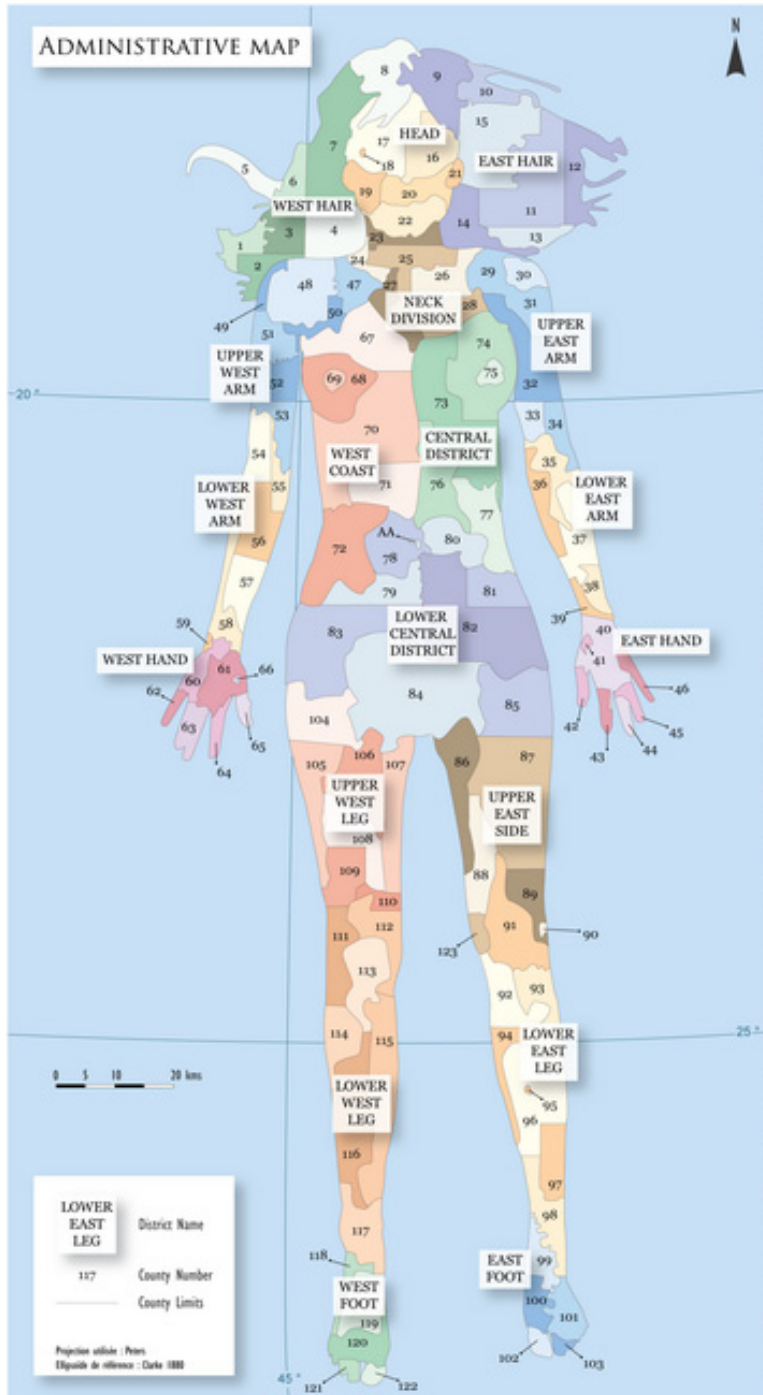 ADMINISTRATIVE MAP
N
8
9
10
15
7
17
HEAD
16
18
EAST HAIR
12
5
6
19
20
21
WEST HAIR
22
14
11
1
3
4
23
13
2
24
25
48
47
27
26
29
30
49
50
NECK
DIVISION
28
31
51
67
74
UPPER
EAST
ARM
UPPER
WEST
ARM
69
68
75
20 °
52
73
32
53
33
34
70
54
WEST
COAST
CENTRAL
DISTRICT
35
LOWER
WEST
ARM
55
71
76
36
LOWER
EAST
ARM
77
56
AA
80
37
72
78
57
79
81
38
58
39
59
83
LOWER
CENTRAL
DISTRICT
82
40
EAST HAND
WEST HAND
61
66
41
60
62
84
46
63
104
85
42
45
65
43
44
64
105
106
107
86
87
UPPER
WEST
LEG
UPPER
EAST
SIDE
108
109
88
89
110
111
112
91
90
123
113
92
93
114
115
94
25 °
LOWER
EAST
LEG
0 5 10 20 kms
LOWER
WEST
LEG
95
96
116
97
98
117
LOWER
EAST
LEG
District Name
118
EAST
FOOT
99
117
County Number
WEST
FOOT
100
County Limits
119
101
120
102
103
Projection utilisée : Peters
Ellipsoide de référence : Clarke 1880
121
122
45 °